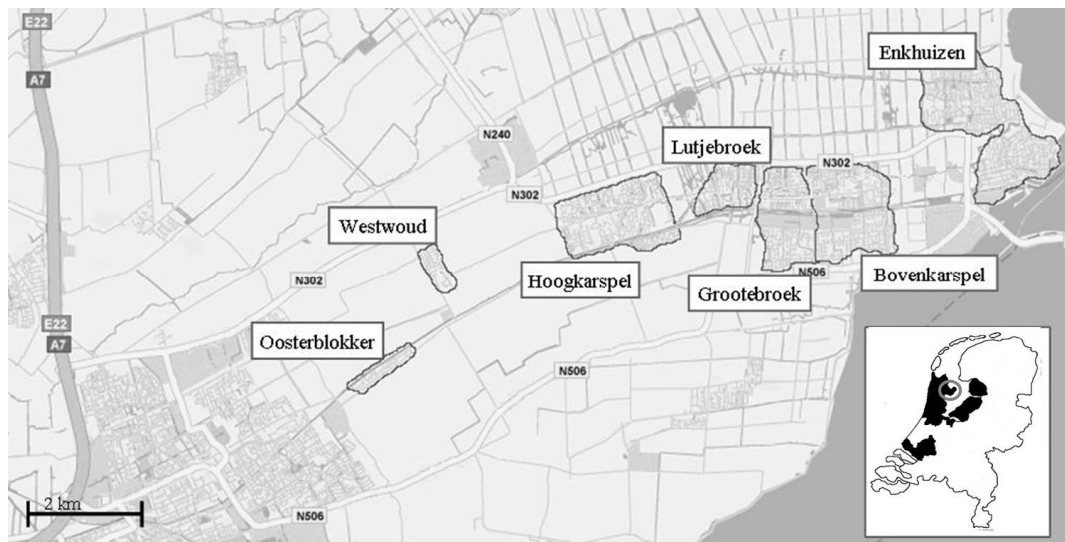 E22
A7
Enkhuizen
N240
Lutjebroek
N302
N302
Westwoud
Hoogkarspel
N506
Grootebroek
Bovenkarspel
N302
E22
A7
Oosterblokker
N506
2 km
N506